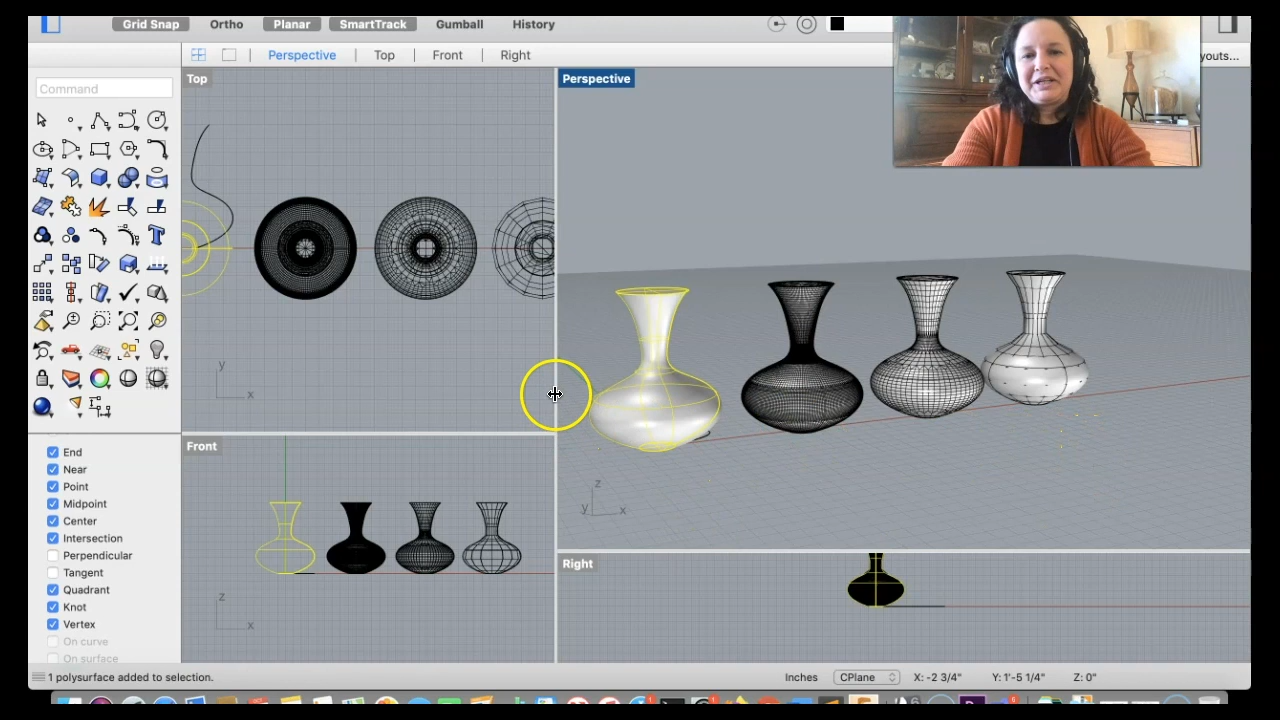 Grid Snap Ortho Planar SmartTrack Gumball History
Perspective Top Front Right youts...
Command
Top
Perspective
y
x
z
y
x
Front
z
x
Right
End
Near
Point
Midpoint
Center
Intersection
Perpendicular
Tangent
Quadrant
Knot
Vertex
On curve
On surface
1 polysurface added to selection.
Inches CPlane X: -2 3/4" Y: 1'-5 1/4" Z: 0"